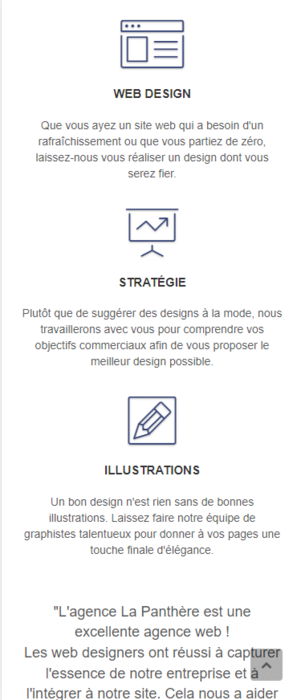 WEB DESIGN
Que vous ayez un site web qui a besoin d'un
rafraîchissement ou que vous partiez de zéro,
laissez-nous vous réaliser un design dont vous
serez fier.
STRATÉGIE
Plutôt que de suggérer des designs à la mode, nous
travaillerons avec vous pour comprendre vos
objectifs commerciaux afin de vous proposer le
meilleur design possible.
ILLUSTRATIONS
Un bon design n'est rien sans de bonnes
illustrations. Laissez faire notre équipe de
graphistes talentueux pour donner à vos pages une
touche finale d'élégance.
"L'agence La Panthère est une
excellente agence web !
Les web designers ont réussi à capturer
l'essence de notre entreprise et à
l'intégrer à notre site. Cela nous a aider